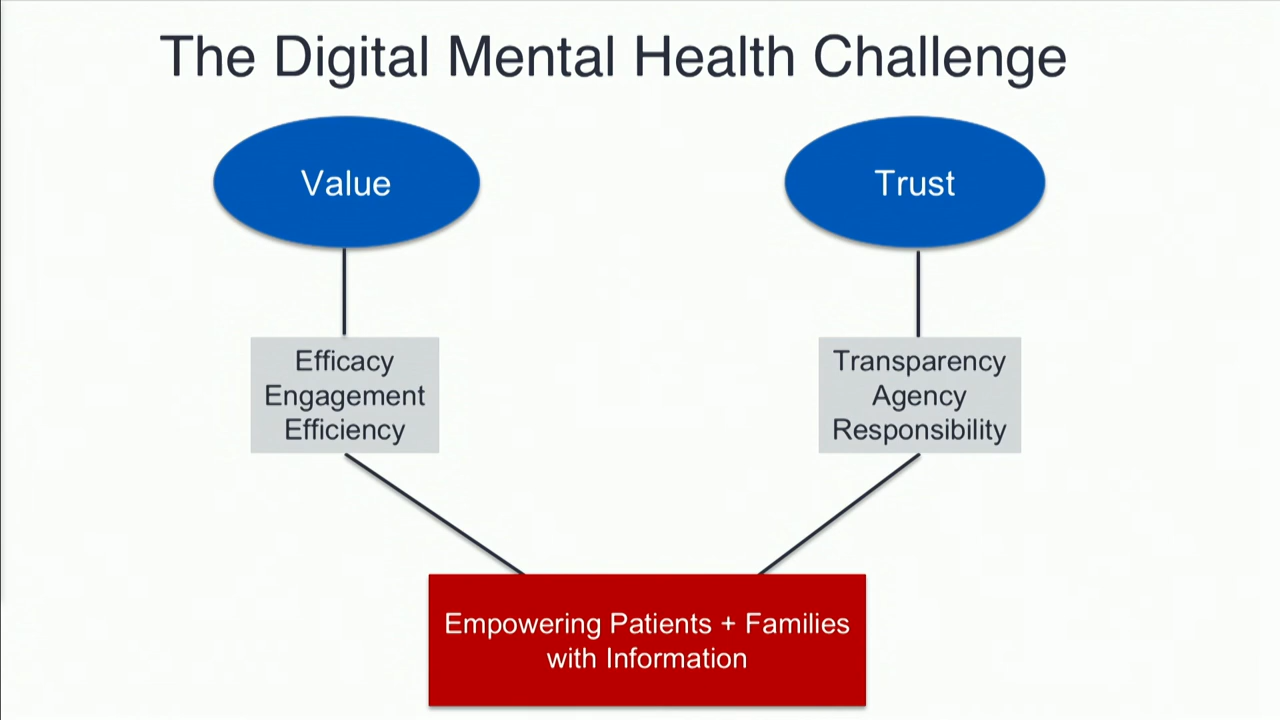 The Digital Mental Health Challenge
Value
Trust
Efficacy
Engagement
Efficiency
Transparency
Agency
Responsibility
Empowering Patients + Families
with Information